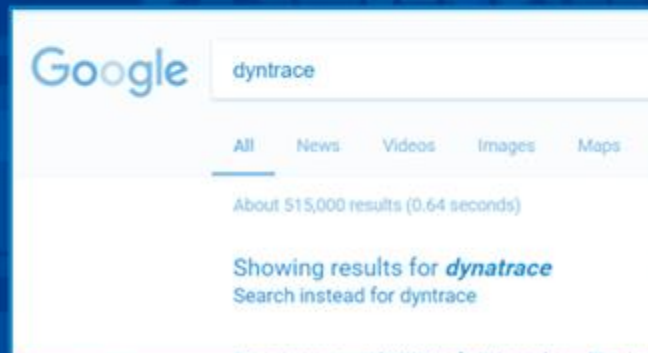 Google
dyntrace
All News Videos Images Maps
About 515,000 results (0.64 seconds)
Showing results for dynatrace
Search instead for dyntrace